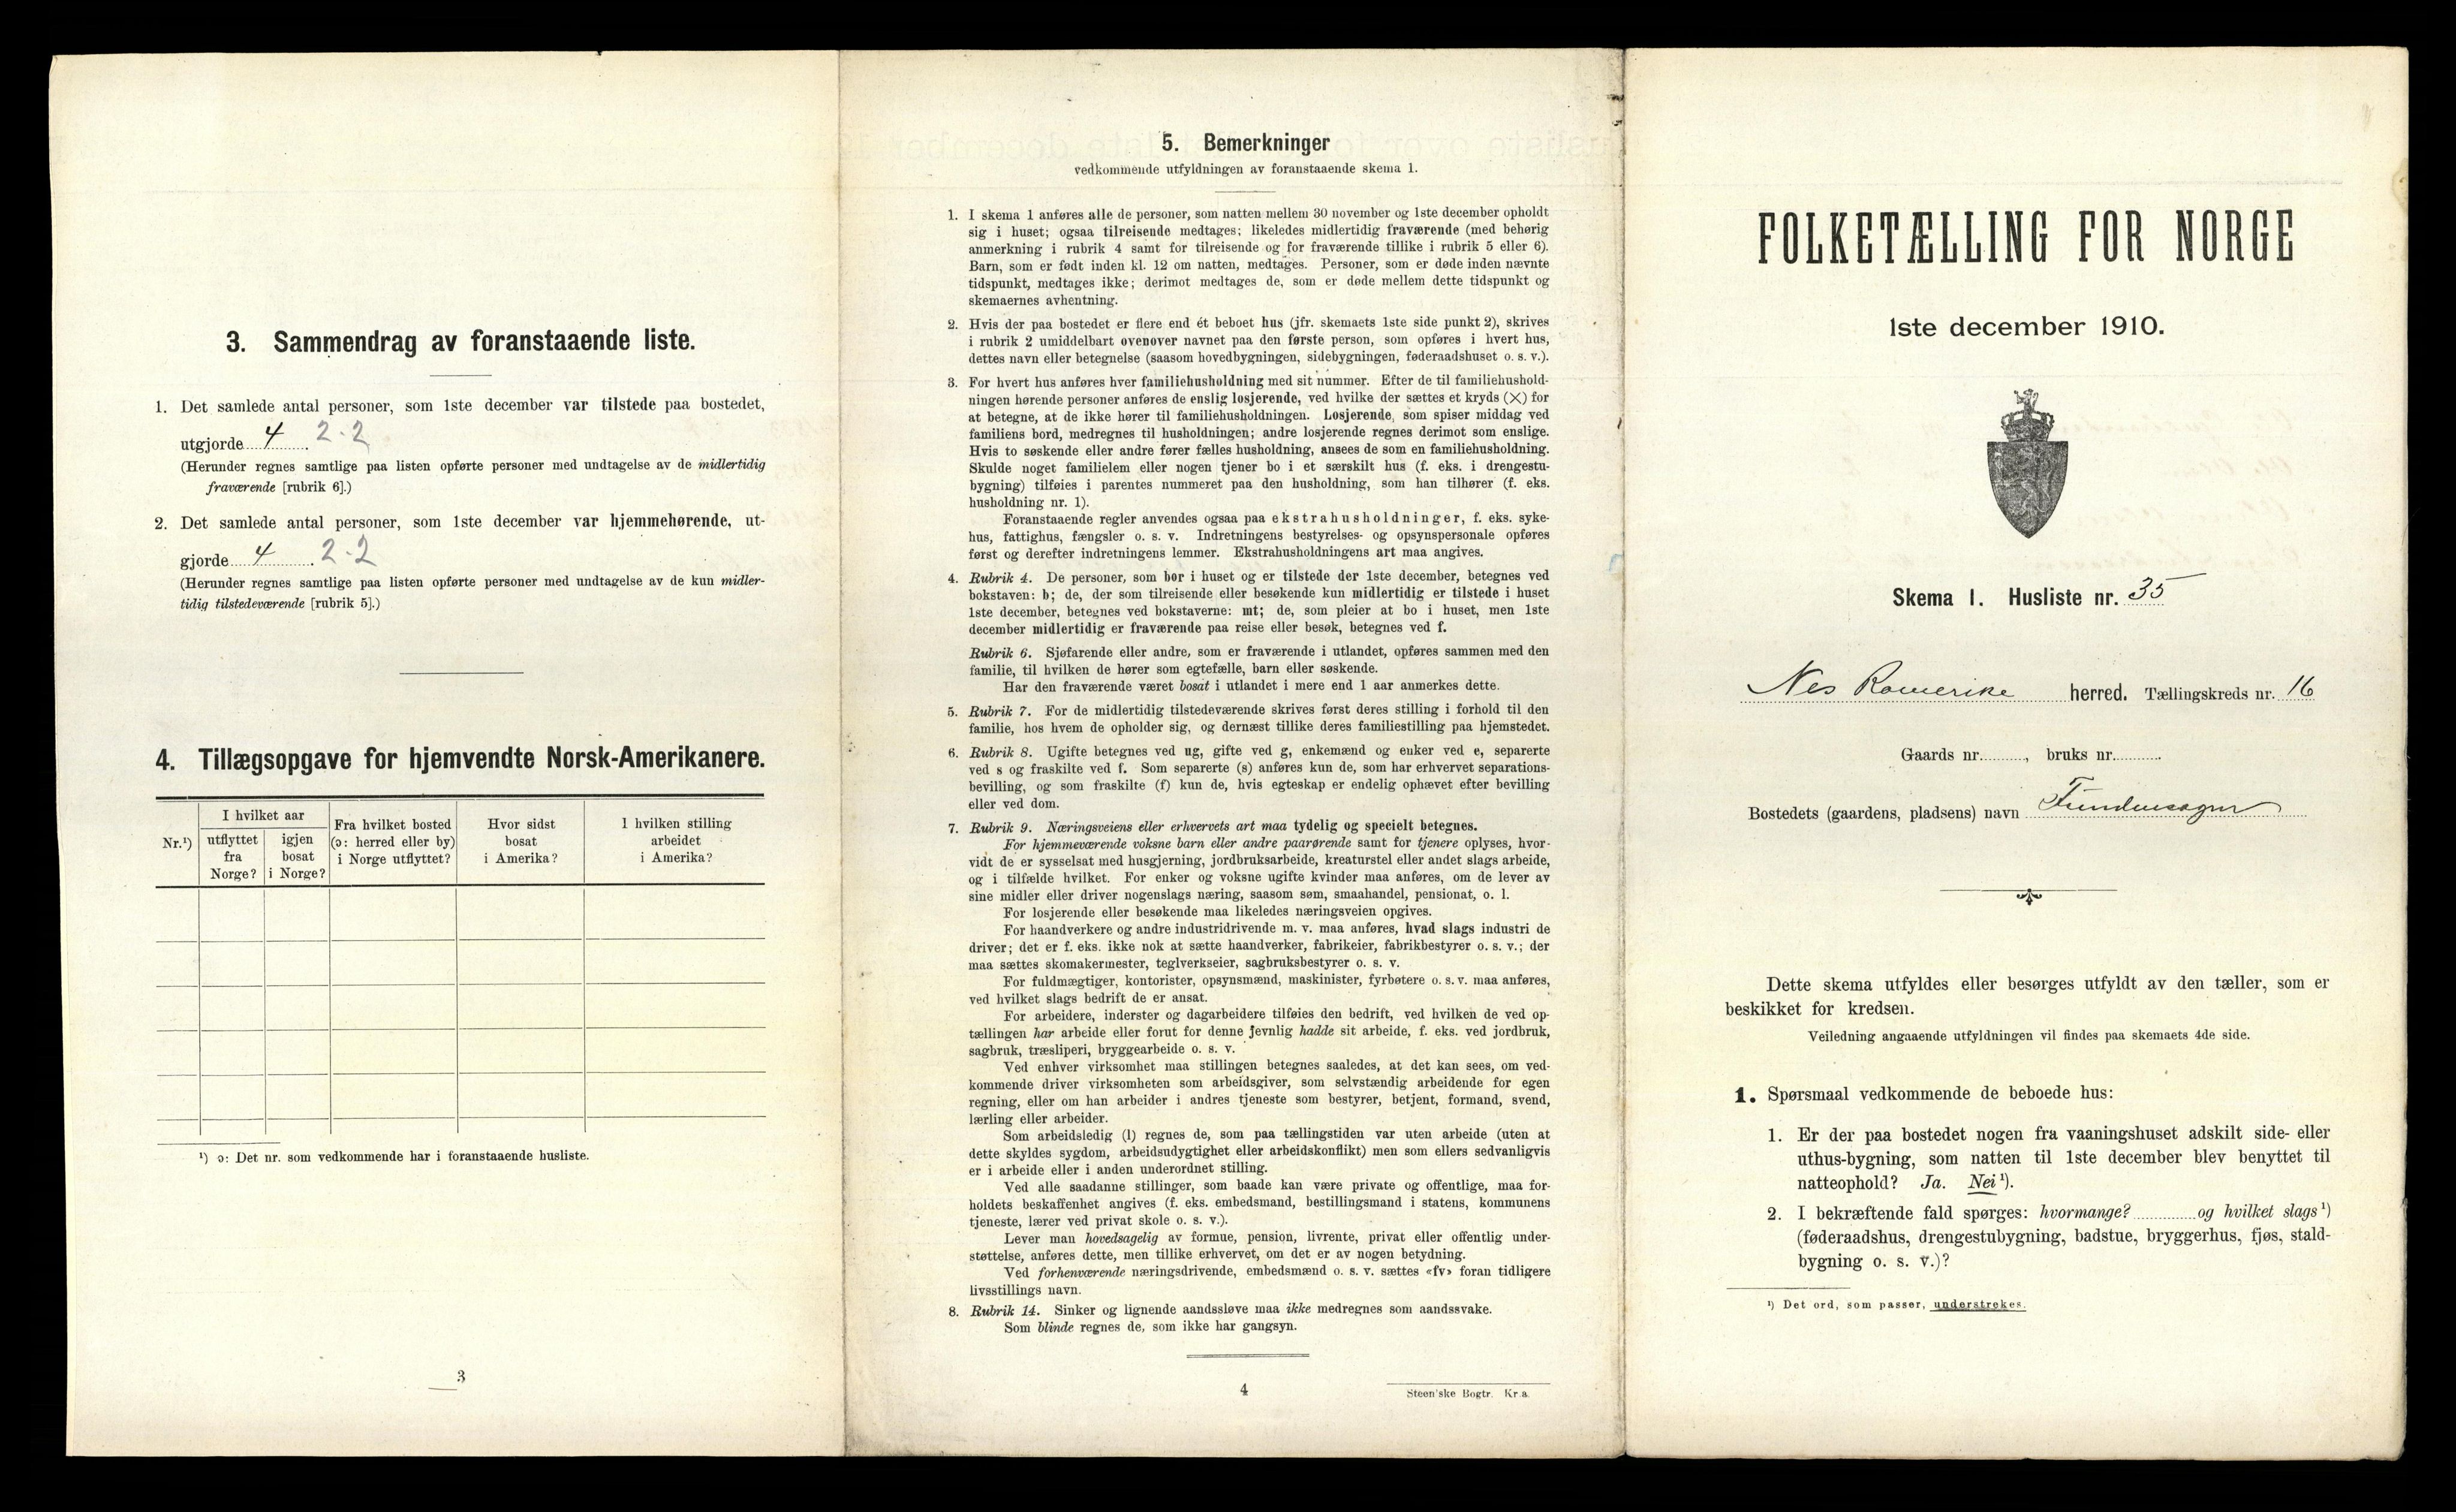 3. Sammendrag av foranstaaende liste.
1. Det samlede antal personer, som 1ste december var tilstede paa bostedet,
utgjorde 4 . 2-2
(Herunder regnes samtlige paa listen opførte personer med undtagelse av de midlertidig
fraværende [rubrik 6].)
2. Det samlede antal personer, som 1ste december var hjemmehørende, ut-
gjorde 4 . 2-2
(Herunder regnes samtlige paa listen opførte personer med undtagelse av de kun midler-
tidig tilstedeværende [rubrik 5].)
4. Tillægsopgave for hjemvendte Norsk-Amerikanere.
Nr.¹)
I hvilket aar
utflyttet
fra
Norge?
igjen
bosat
i Norge?
Fra hvilket bosted
(ɔ: herred eller by)
i Norge utflyttet?
Hvor sidst
bosat
i Amerika?
I hvilken stilling
arbeidet
i Amerika?
¹) ɔ: Det nr. som vedkommende har i foranstaaende husliste.
3
5. Bemerkninger
vedkommende utfyldningen av foranstaaende skema 1.
1. I skema 1 anføres alle de personer, som natten mellem 30 november og 1ste december opholdt
sig i huset; ogsaa tilreisende medtages; likeledes midlertidig fraværende (med behørig
anmerkning i rubrik 4 samt for tilreisende og for fraværende tillike i rubrik 5 eller 6).
Barn, som er født inden kl. 12 om natten, medtages. Personer, som er døde inden nævnte
tidspunkt, medtages ikke; derimot medtages de, som er døde mellem dette tidspunkt og
skemaernes avhentning.
2. Hvis der paa bostedet er flere end ét beboet hus (jfr. skemaets 1ste side punkt 2), skrives
i rubrik 2 umiddelbart ovenover navnet paa den første person, som opføres i hvert hus,
dettes navn eller betegnelse (saasom hovedbygningen, sidebygningen, føderaadshuset o. s. v.).
3. For hvert hus anføres hver familiehusholdning med sit nummer. Efter de til familiehushold-
ningen hørende personer anføres de enslig losjerende, ved hvilke der sættes et kryds (×) for
at betegne, at de ikke hører til familiehusholdningen. Losjerende, som spiser middag ved
familiens bord, medregnes til husholdningen; andre losjerende regnes derimot som enslige.
Hvis to søskende eller andre fører fælles husholdning, ansees de som en familiehusholdning.
Skulde noget familielem eller nogen tjener bo i et særskilt hus (f. eks. i drengestu-
bygning) tilføies i parentes nummeret paa den husholdning, som han tilhører (f. eks.
husholdning nr. 1).
Foranstaaende regler anvendes ogsaa paa ekstrahusholdninger, f. eks. syke-
hus, fattighus, fængsler o. s. v. Indretningens bestyrelses- og opsynspersonale opføres
først og derefter indretningens lemmer. Ekstrahusholdningens art maa angives.
4. Rubrik 4. De personer, som bor i huset og er tilstede der 1ste december, betegnes ved
bokstaven: b; de, der som tilreisende eller besøkende kun midlertidig er tilstede i huset
1ste december, betegnes ved bokstaverne: mt; de, som pleier at bo i huset, men 1ste
december midlertidig er fraværende paa reise eller besøk, betegnes ved f.
Rubrik 6. Sjøfarende eller andre, som er fraværende i utlandet, opføres sammen med den
familie, til hvilken de hører som egtefælle, barn eller søskende.
Har den fraværende været bosat i utlandet i mere end 1 aar anmerkes dette.
5. Rubrik 7. For de midlertidig tilstedeværende skrives først deres stilling i forhold til den
familie, hos hvem de opholder sig, og dernæst tillike deres familiestilling paa hjemstedet.
6. Rubrik 8. Ugifte betegnes ved ug, gifte ved g, enkemænd og enker ved e, separerte
ved s og fraskilte ved f. Som separerte (s) anføres kun de, som har erhvervet separations-
bevilling, og som fraskilte (f) kun de, hvis egteskap er endelig ophævet efter bevilling
eller ved dom.
7. Rubrik 9. Næringsveiens eller erhvervets art maa tydelig og specielt betegnes.
For hjemmeværende voksne barn eller andre paarørende samt for tjenere oplyses, hvor-
vidt de er sysselsat med husgjerning, jordbruksarbeide, kreaturstel eller andet slags arbeide,
og i tilfælde hvilket. For enker og voksne ugifte kvinder maa anføres, om de lever av
sine midler eller driver nogenslags næring, saasom søm, smaahandel, pensionat, o. l.
For losjerende eller besøkende maa likeledes næringsveien opgives.
For haandverkere og andre industridrivende m. v. maa anføres, hvad slags industri de
driver; det er f. eks. ikke nok at sætte haandverker, fabrikeier, fabrikbestyrer o. s. v.; der
maa sættes skomakermester, teglverkseier, sagbruksbestyrer o. s. v.
For fuldmægtiger, kontorister, opsynsmænd, maskinister, fyrbøtere o. s. v. maa anføres,
ved hvilket slags bedrift de er ansat.
For arbeidere, inderster og dagarbeidere tilføies den bedrift, ved hvilken de ved op-
tællingen har arbeide eller forut for denne jevnlig hadde sit arbeide, f. eks. ved jordbruk,
sagbruk, træsliperi, bryggearbeide o. s. v.
Ved enhver virksomhet maa stillingen betegnes saaledes, at det kan sees, om ved-
kommende driver virksomheten som arbeidsgiver, som selvstændig arbeidende for egen
regning, eller om han arbeider i andres tjeneste som bestyrer, betjent, formand, svend,
lærling eller arbeider.
Som arbeidsledig (l) regnes de, som paa tællingstiden var uten arbeide (uten at
dette skyldes sygdom, arbeidsudygtighet eller arbeidskonflikt) men som ellers sedvanligvis
er i arbeide eller i anden underordnet stilling.
Ved alle saadanne stillinger, som baade kan være private og offentlige, maa for-
holdets beskaffenhet angives (f. eks. embedsmand, bestillingsmand i statens, kommunens
tjeneste, lærer ved privat skole o. s. v.).
Lever man hovedsagelig av formue, pension, livrente, privat eller offentlig under-
støttelse, anføres dette, men tillike erhvervet, om det er av nogen betydning.
Ved forhenværende næringsdrivende, embedsmænd o. s. v. sættes «fv» foran tidligere
livsstillings navn.
8. Rubrik 14. Sinker og lignende aandssløve maa ikke medregnes som aandssvake.
Som blinde regnes de, som ikke har gangsyn.
4
Steen'ske Bogtr. Kr.a.
FOLKETÆLLING FOR NORGE
1ste december 1910.
Skema 1. Husliste nr. 35
Nes Romerike herred. Tællingskreds nr. 16
Gaards nr. , bruks nr. .
Bostedets (gaardens, pladsens) navn
Dette skema utfyldes eller besørges utfyldt av den tæller, som er
beskikket for kredsen.
Veiledning angaaende utfyldningen vil findes paa skemaets 4de side.
1. Spørsmaal vedkommende de beboede hus:
1. Er der paa bostedet nogen fra vaaningshuset adskilt side- eller
uthus-bygning, som natten til 1ste december blev benyttet til
natteophold? Ja. Nei ¹).
2. I bekræftende fald spørges: hvormange? og hvilket slags ¹)
(føderaadshus, drengestubygning, badstue, bryggerhus, fjøs, stald-
bygning o. s. v.)?
¹) Det ord, som passer, understrekes.